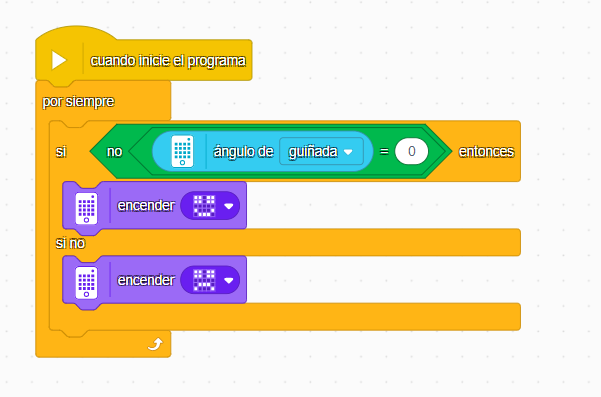 cuando inicie el programa
por siempre
si no ángulo de guiñada = 0 entonces
encender
si no
encender